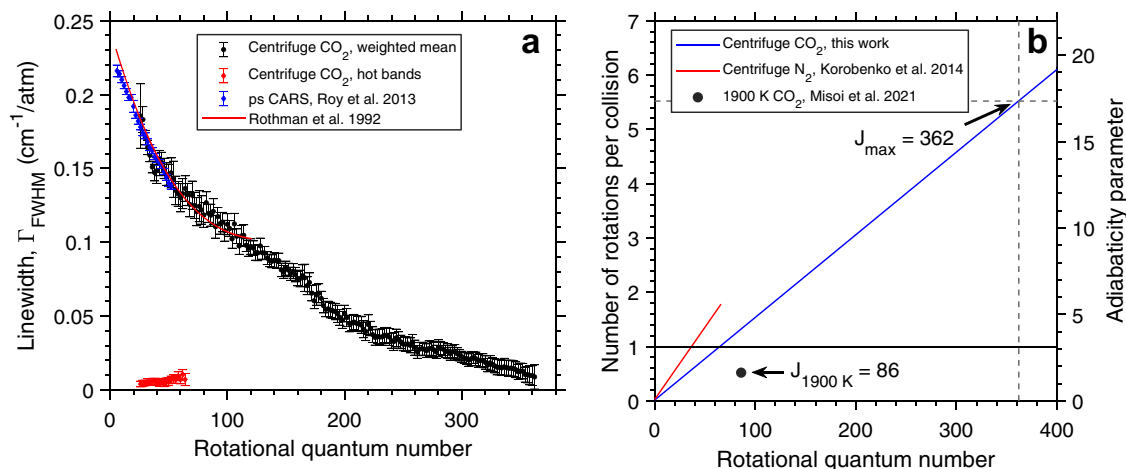 a
Centrifuge CO2, weighted mean
Centrifuge CO2, hot bands
ps CARS, Roy et al. 2013
Rothman et al. 1992
0.25
0.2
0.15
0.1
0.05
0
Linewidth, ΓFWHM (cm-1/atm)
0 100 200 300
Rotational quantum number
b
Centrifuge CO2, this work
Centrifuge N2, Korobenko et al. 2014
1900 K CO2, Misoi et al. 2021
7
6
5
4
3
2
1
0
Number of rotations per collision
Jmax = 362
J1900 K = 86
20
15
10
5
0
Adiabaticity parameter
0 100 200 300 400
Rotational quantum number